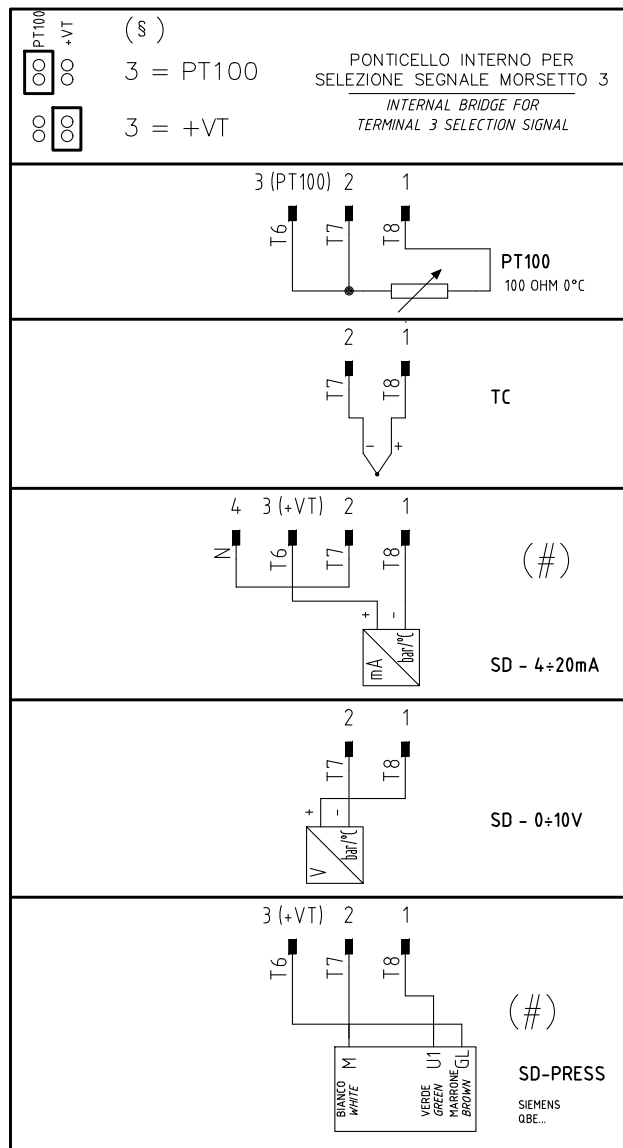 PT100
+VT
(§)
3 = PT100
3 = +VT
PONTICELLO INTERNO PER
SELEZIONE SEGNALE MORSETTO 3
INTERNAL BRIDGE FOR
TERMINAL 3 SELECTION SIGNAL
3 (PT100) 2 1
T6 T7 T8
PT100
100 OHM 0°C
2 1
T7 T8
- +
TC
4 3 (+VT) 2 1
N T6 T7 T8
(#)
+ -
mA bar/°C
SD - 4÷20mA
2 1
T7 T8
+ -
V bar/°C
SD - 0÷10V
3 (+VT) 2 1
T6 T7 T8
(#)
M U1 GL
BIANCO
WHITE
VERDE
GREEN
MARRONE
BROWN
SD-PRESS
SIEMENS
QBE...